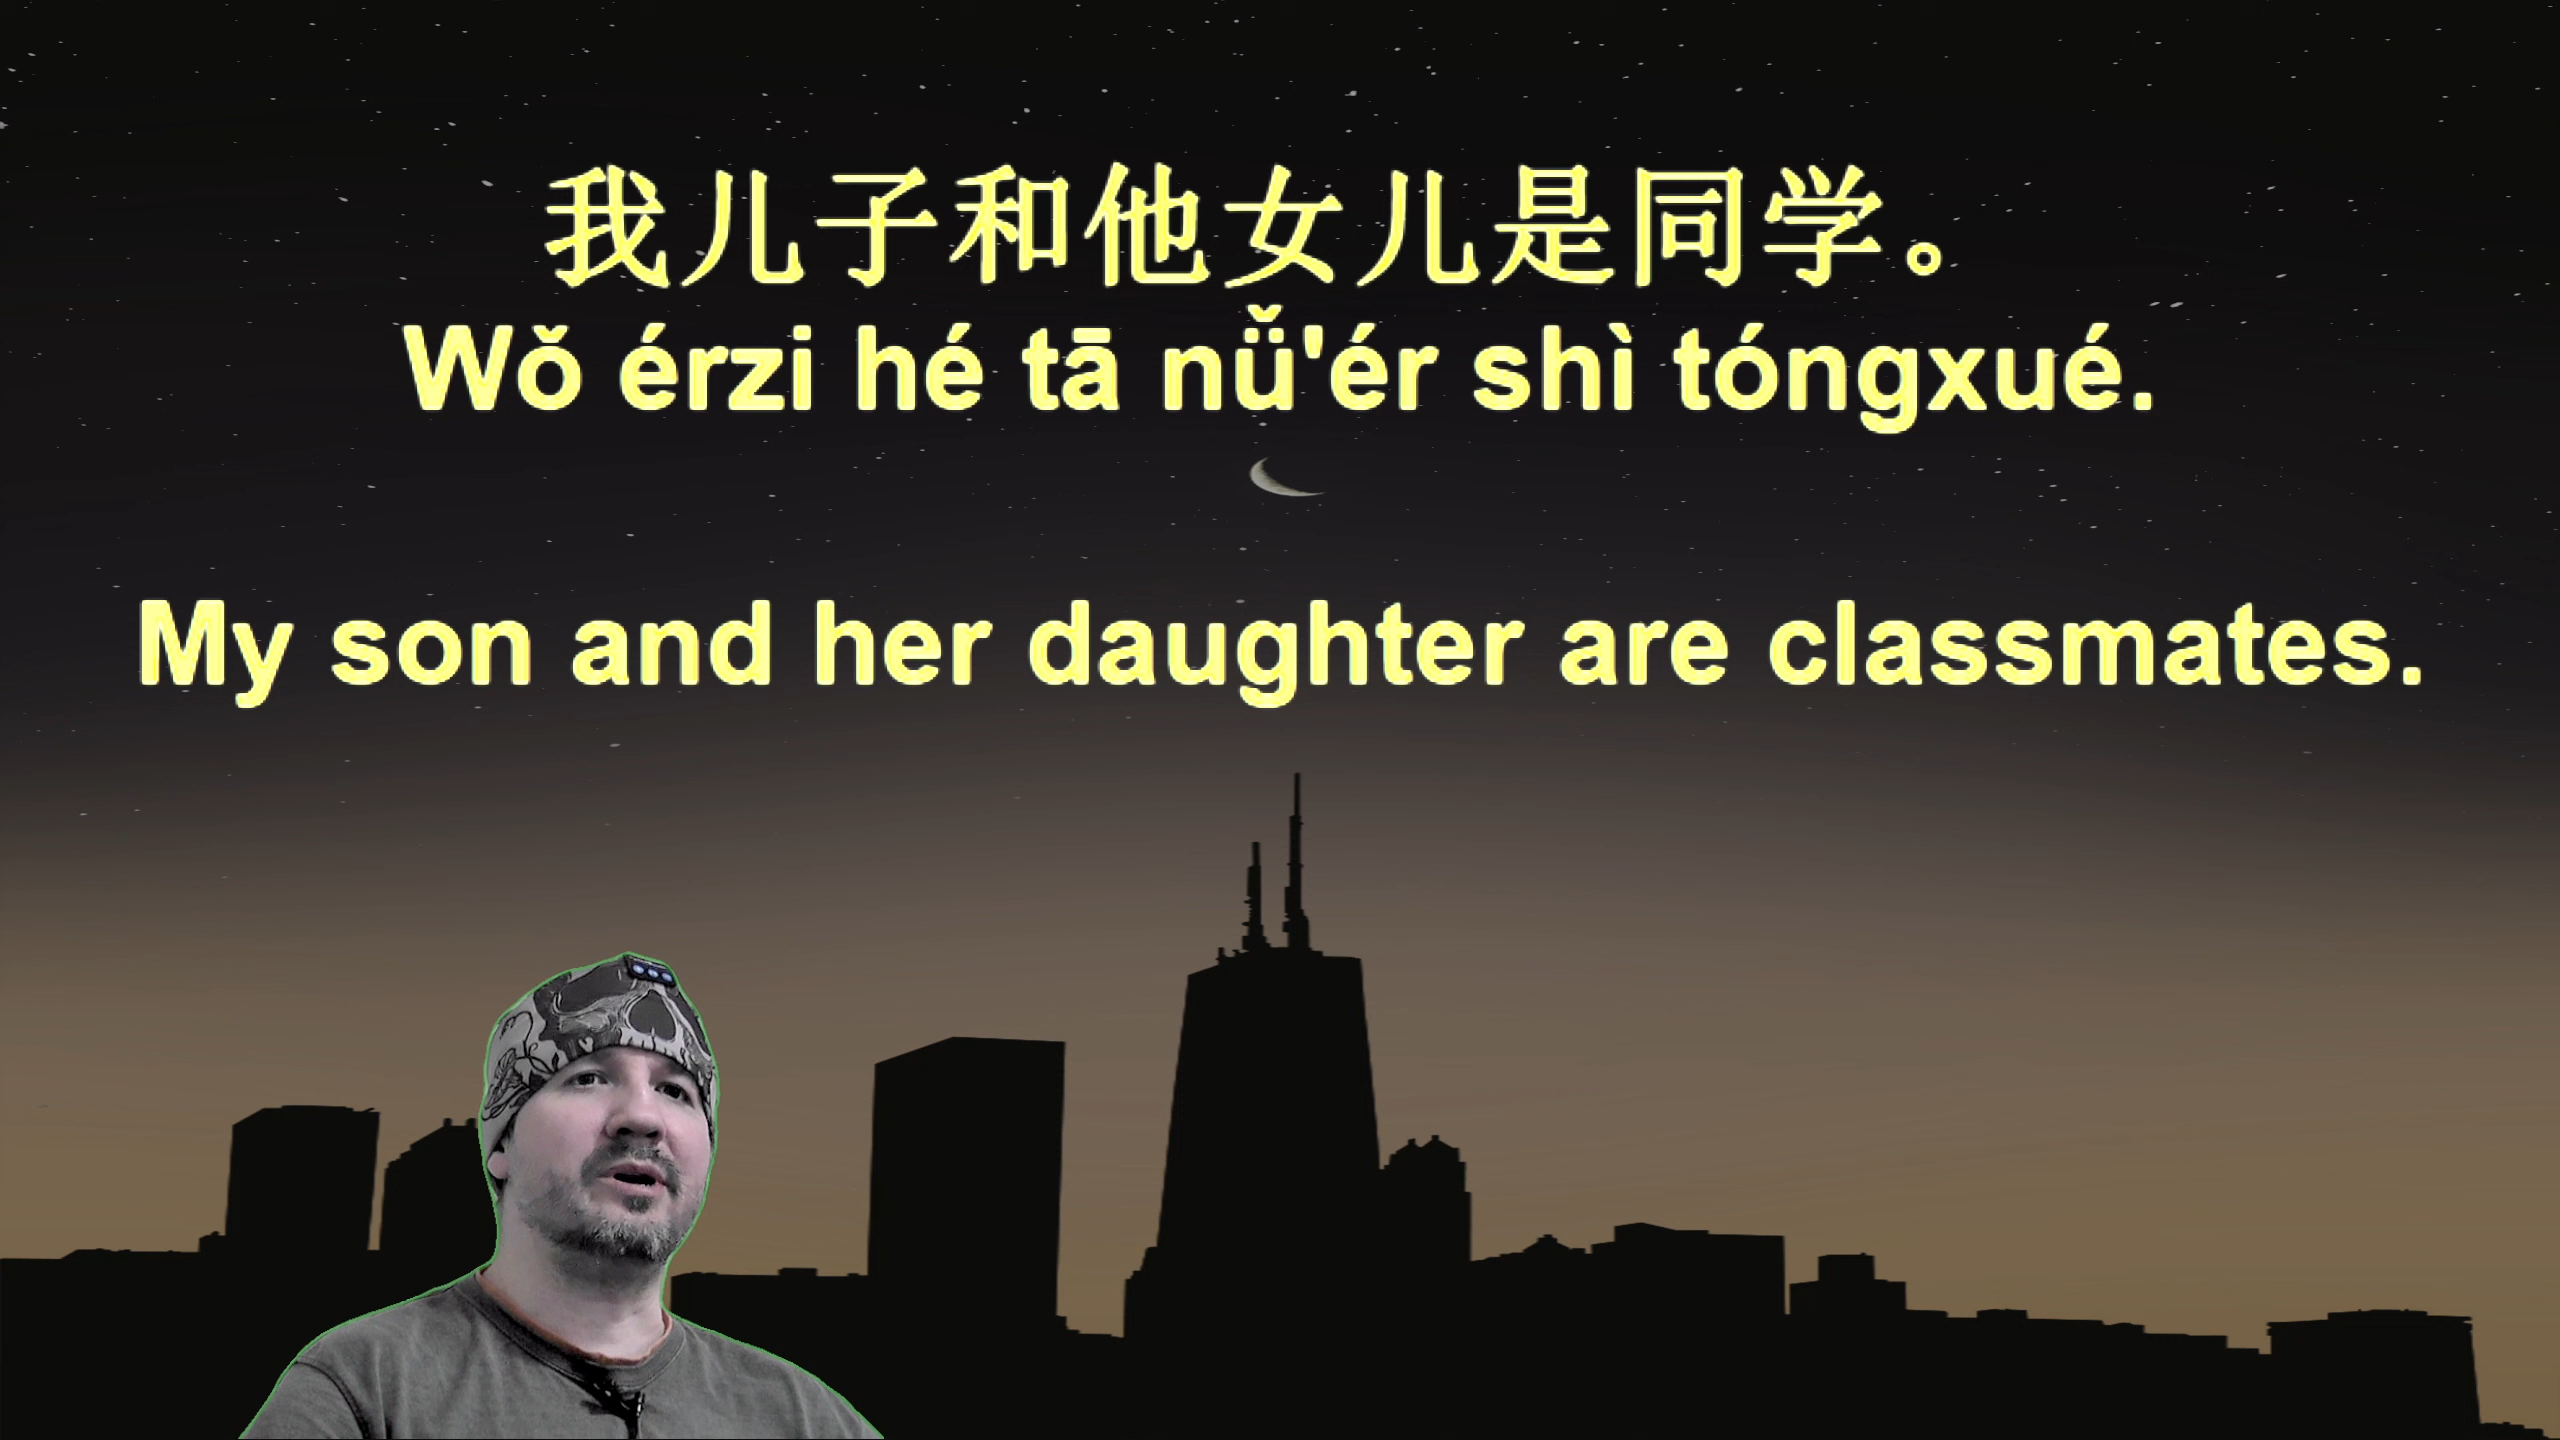 我儿子和他女儿是同学。
Wǒ érzi hé tā nǚ'ér shì tóngxué.
My son and her daughter are classmates.